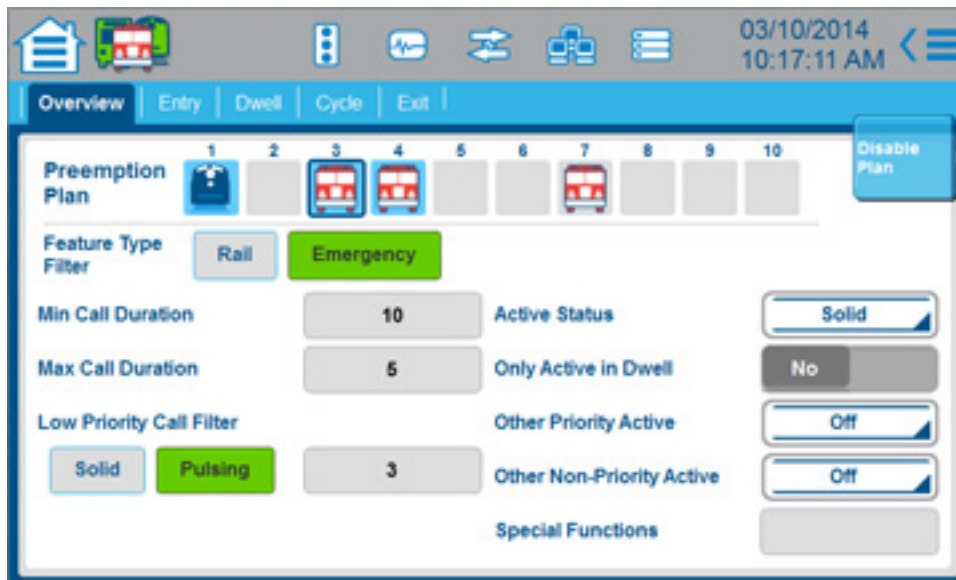 03/10/2014
10:17:11 AM
Overview Entry Dwell Cycle Exit
Disable
Plan
1 2 3 4 5 6 7 8 9 10
Preemption
Plan
Feature Type
Filter
Rail Emergency
Min Call Duration 10 Active Status Solid
Max Call Duration 5 Only Active in Dwell No
Low Priority Call Filter Other Priority Active Off
Solid Pulsing 3 Other Non-Priority Active Off
Special Functions